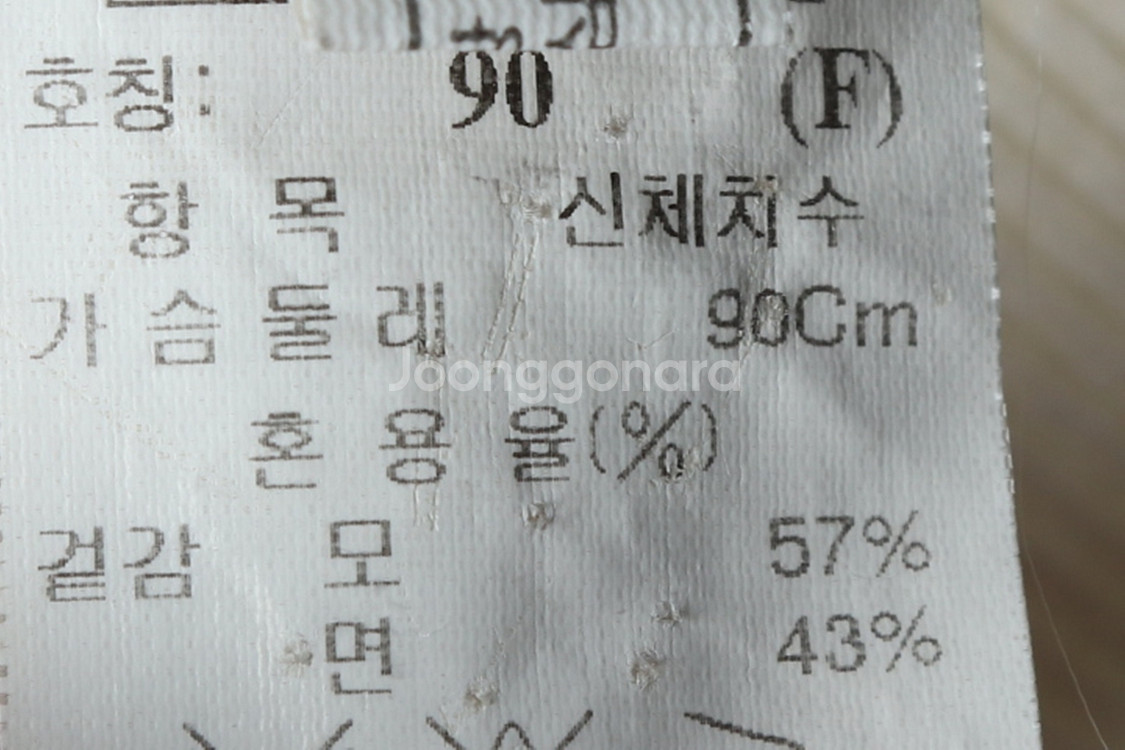 호칭: 90 (F)
항 목 신체치수
가 슴 둘 레 90Cm
Joonggonara
혼 용 율(%)
겉감 모 57%
면 43%